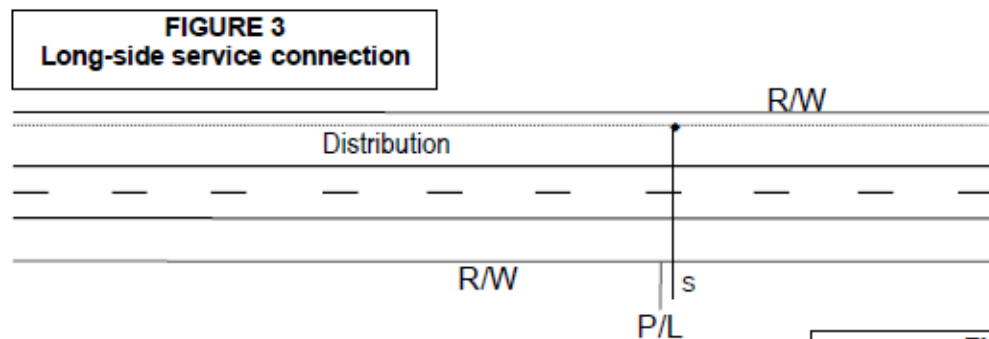 FIGURE 3
Long-side service connection
R/W
Distribution
R/W
s
P/L